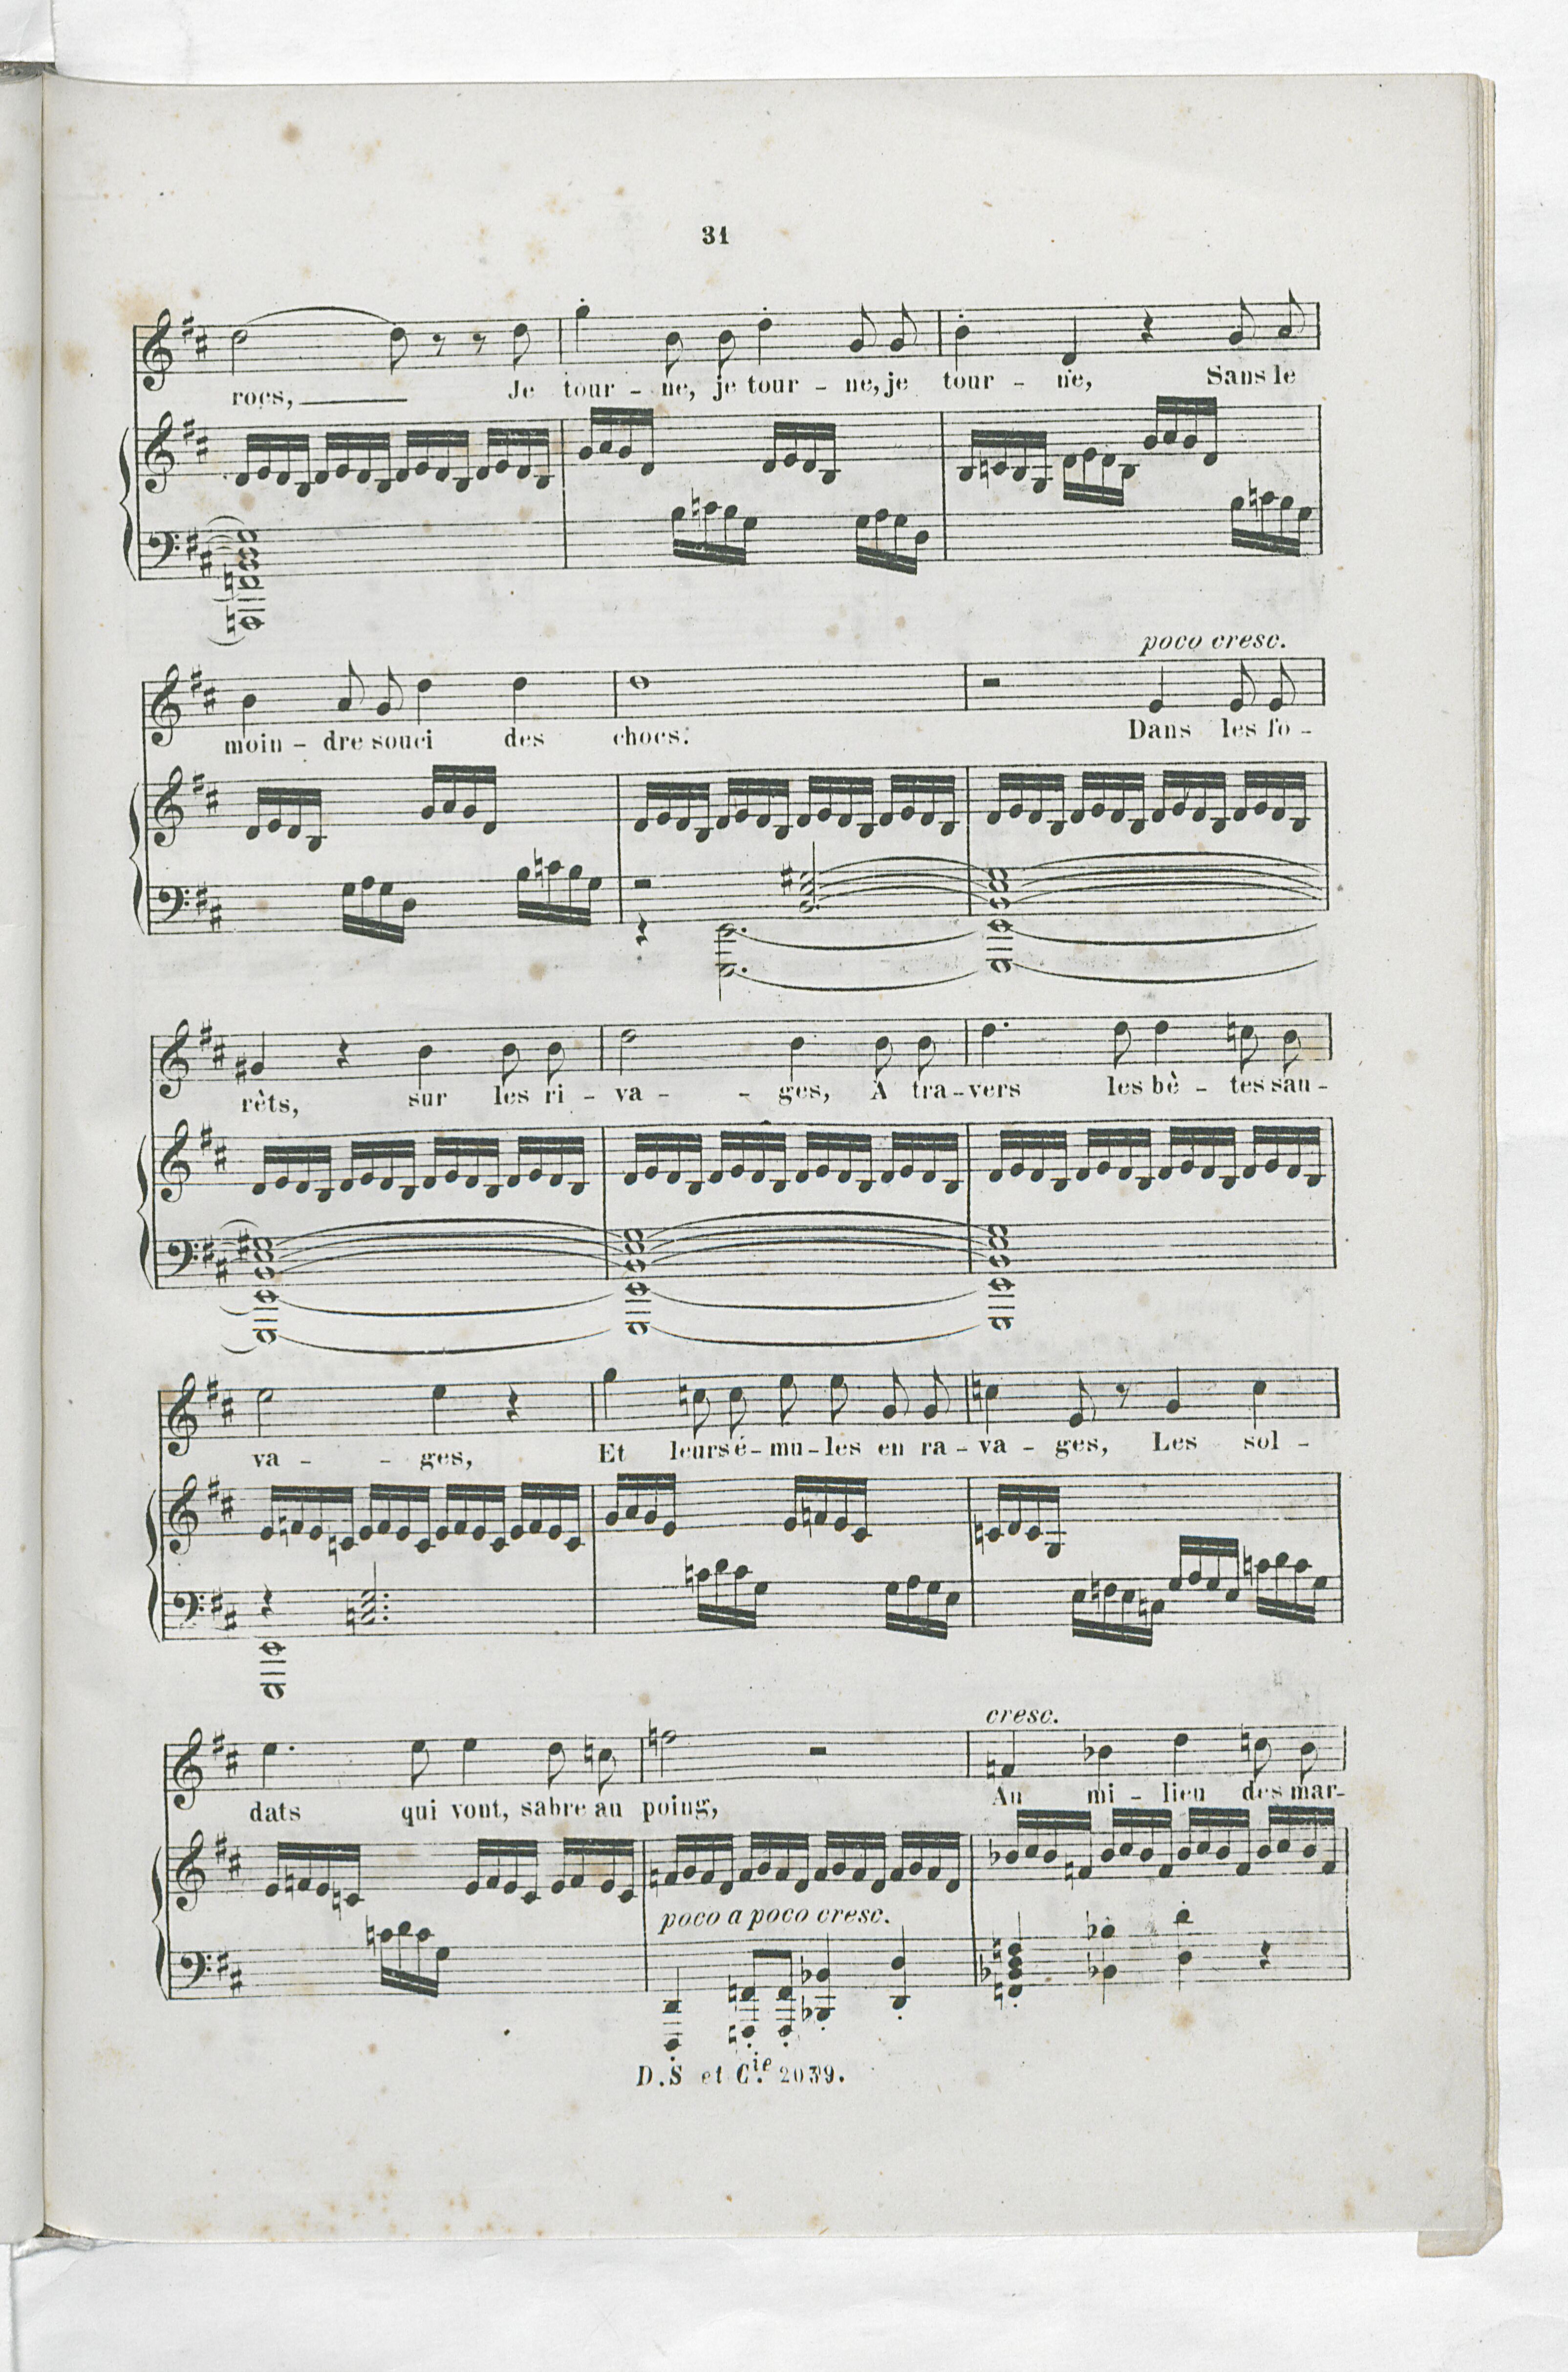 31
rocs, Je tour - ne, je tour - ne, je tour - ne, Sans le
poco cresc.
moin - dre souci des chocs. Dans les fo -
rêts, sur les ri - va - - ges, À tra - vers les bê - tes sau -
va - - ges, Et leurs é - mu - les en ra - va - ges, Les sol -
cresc.
dats qui vont, sabre au poing, Au mi - lieu des mar -
poco a poco cresc.
D.S et Cie. 2039.